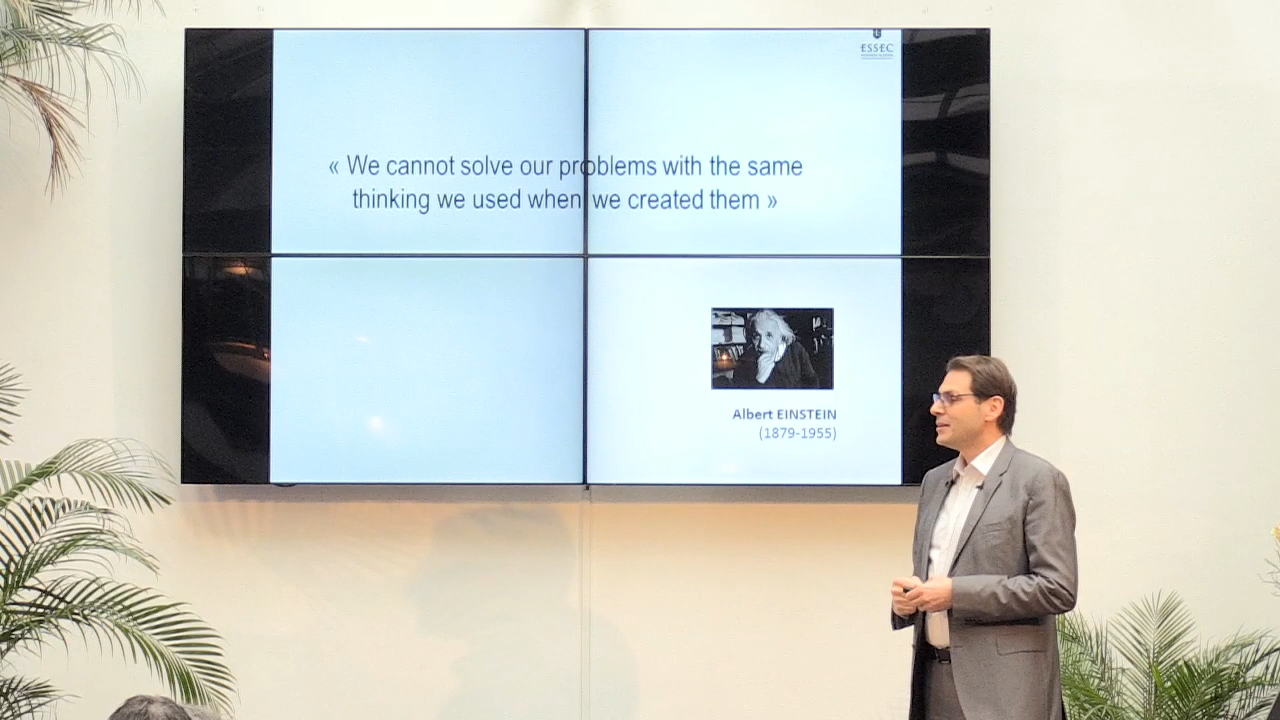 ESSEC
« We cannot solve our problems with the same
thinking we used when we created them »
Albert EINSTEIN
(1879-1955)